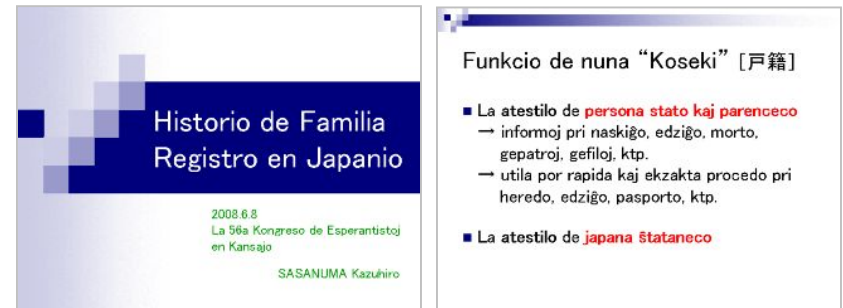 Historio de Familia
Registro en Japanio
2008.6.8
La 56a Kongreso de Esperantistoj
en Kansajo
SASANUMA Kazuhiro
Funkcio de nuna “Koseki” [戸籍]
■ La atestilo de persona stato kaj parenceco
→ informoj pri naskiĝo, edziĝo, morto,
gepatroj, gefiloj, ktp.
→ utila por rapida kaj ekzakta procedo pri
heredo, edziĝo, pasporto, ktp.
■ La atestilo de japana ŝtataneco